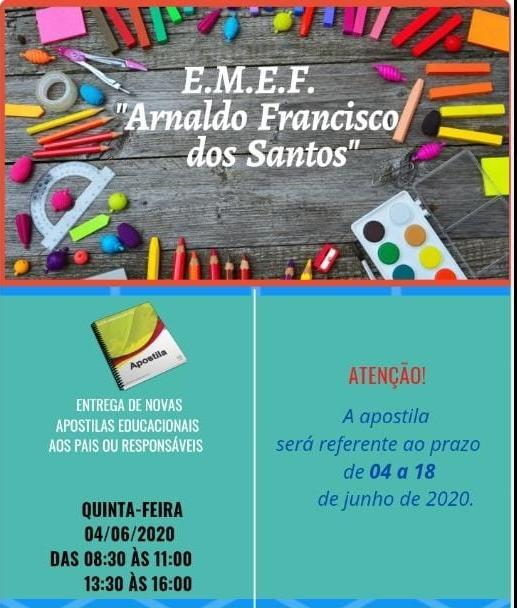 E.M.E.F.
"Arnaldo Francisco
dos Santos"
Apostila
ENTREGA DE NOVAS
APOSTILAS EDUCACIONAIS
AOS PAIS OU RESPONSÁVEIS
QUINTA-FEIRA
04/06/2020
DAS 08:30 ÀS 11:00
13:30 ÀS 16:00
ATENÇÃO!
A apostila
será referente ao prazo
de 04 a 18
de junho de 2020.